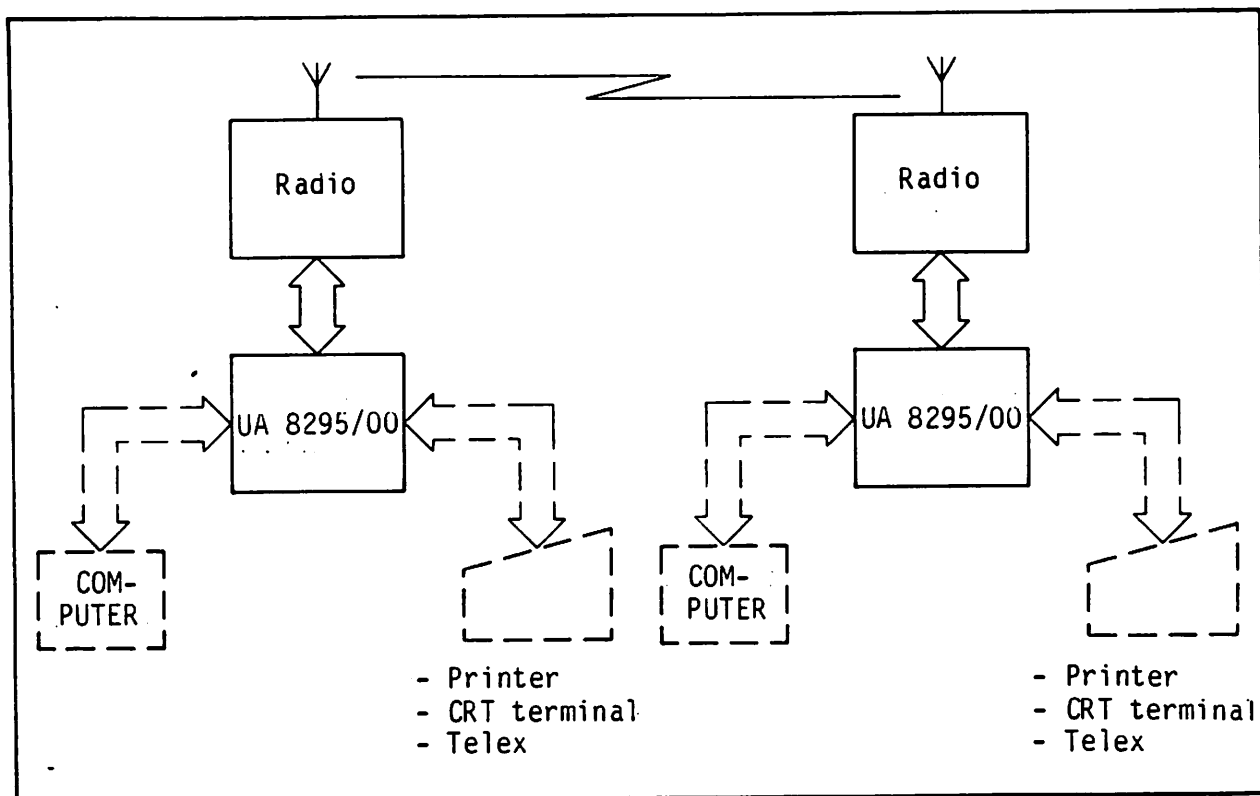 Radio
Radio
UA 8295/00
UA 8295/00
COM-
PUTER
COM-
PUTER
- Printer
- CRT terminal
- Telex
- Printer
- CRT terminal
- Telex